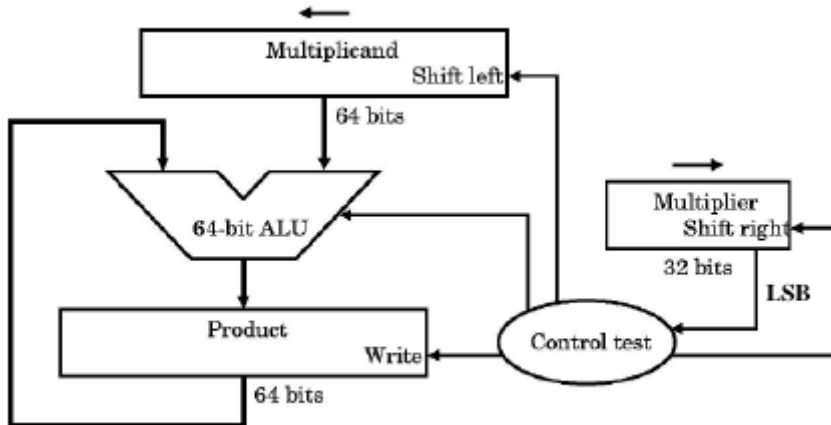 Multiplicand
Shift left
64 bits
64-bit ALU
Multiplier
Shift right
32 bits
LSB
Product
Write
Control test
64 bits